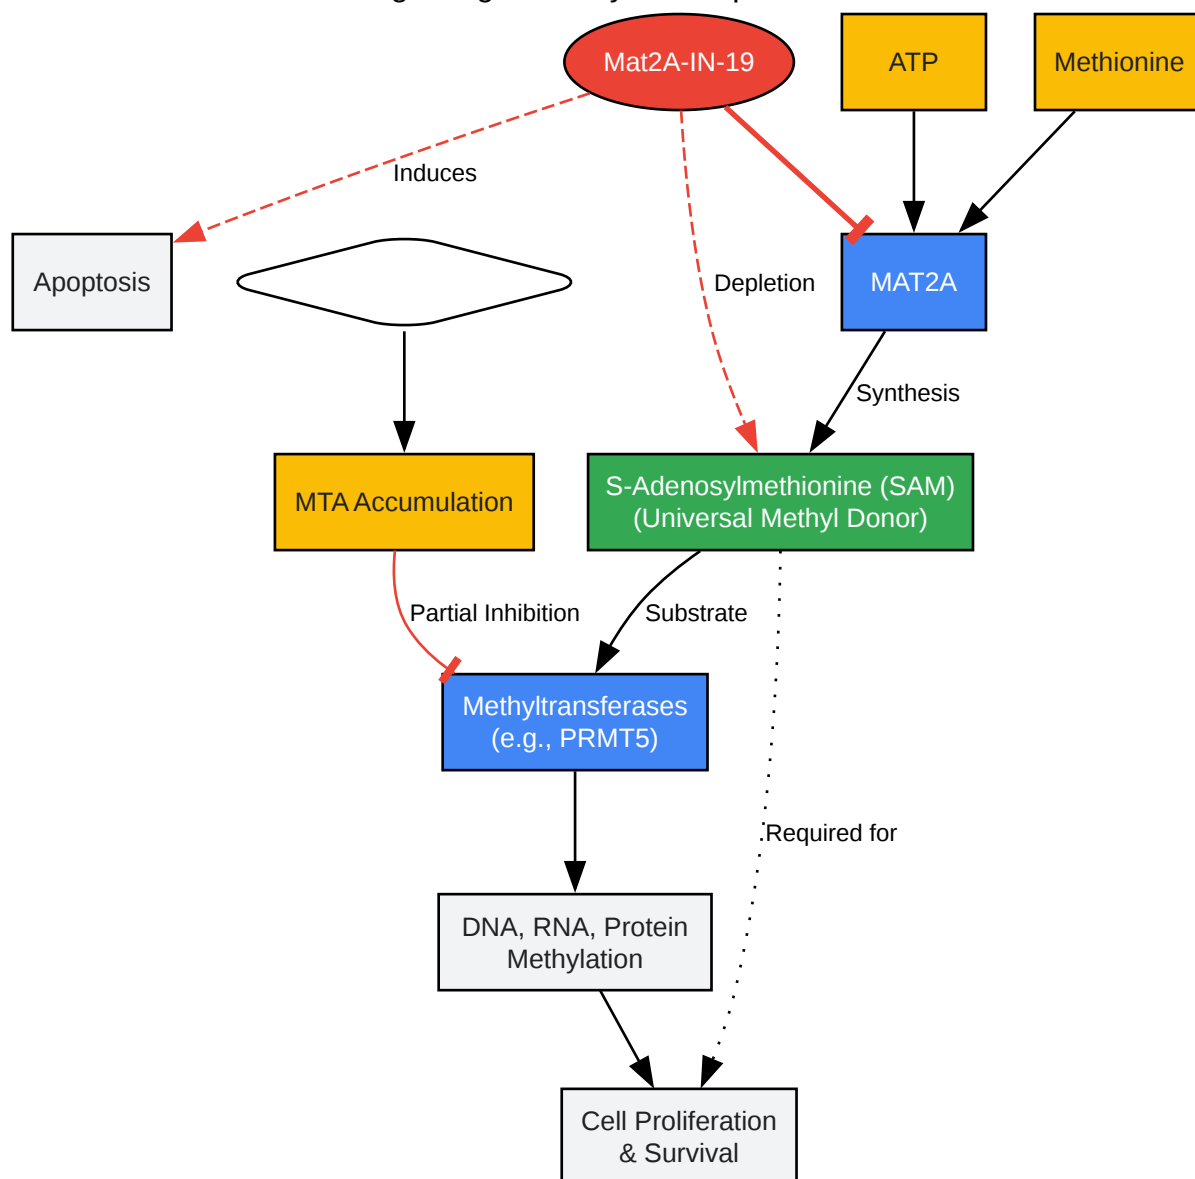 Mat2A-IN-19
ATP
Methionine
Induces
Apoptosis
Depletion
MAT2A
Synthesis
MTA Accumulation
S-Adenosylmethionine (SAM)
(Universal Methyl Donor)
Partial Inhibition
Substrate
Methyltransferases
(e.g., PRMT5)
Required for
DNA, RNA, Protein
Methylation
Cell Proliferation
& Survival